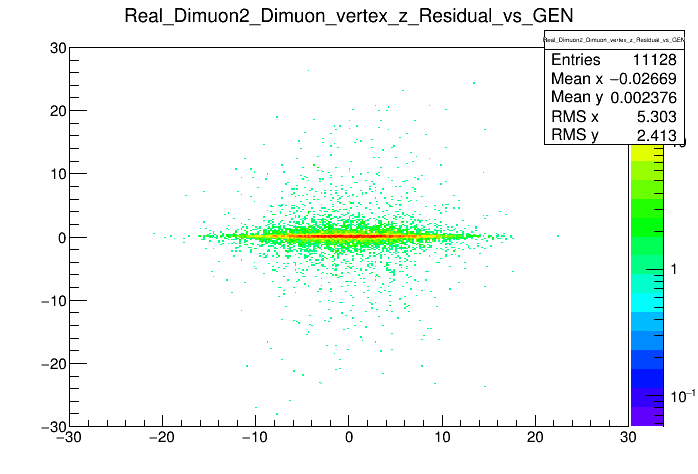 Real_Dimuon2_Dimuon_vertex_z_Residual_vs_GEN
Real_Dimuon2_Dimuon_vertex_z_Residual_vs_GEN
Entries 11128
Mean x −0.02669
Mean y 0.002376
RMS x 5.303
RMS y 2.413
30
20
10
0
−10
−20
−30
−30 −20 −10 0 10 20 30
1
10⁻¹